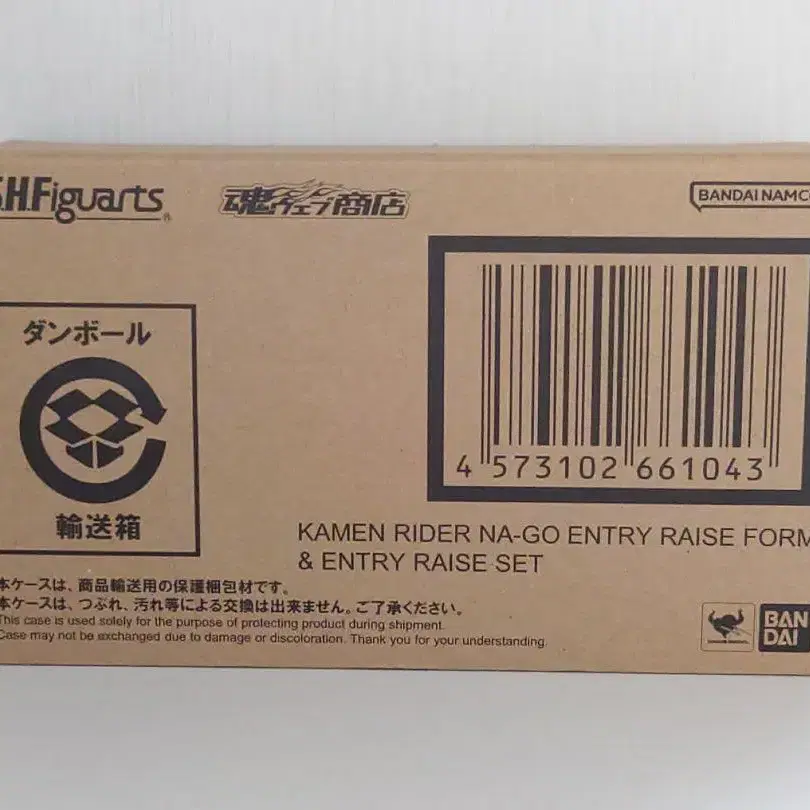 S.H.Figuarts
魂ウェブ商店
BANDAI NAMCO
ダンボール
輸送箱
4 573102 661043
KAMEN RIDER NA-GO ENTRY RAISE FORM
& ENTRY RAISE SET
本ケースは、商品輸送用の保護梱包材です。
本ケースは、つぶれ、汚れ等による交換は出来ません。ご了承ください。
This case is used solely for the purpose of protecting product during shipment.
Case may not be exchanged due to damage or discoloration. Thank you for your understanding.
BAN
DAI